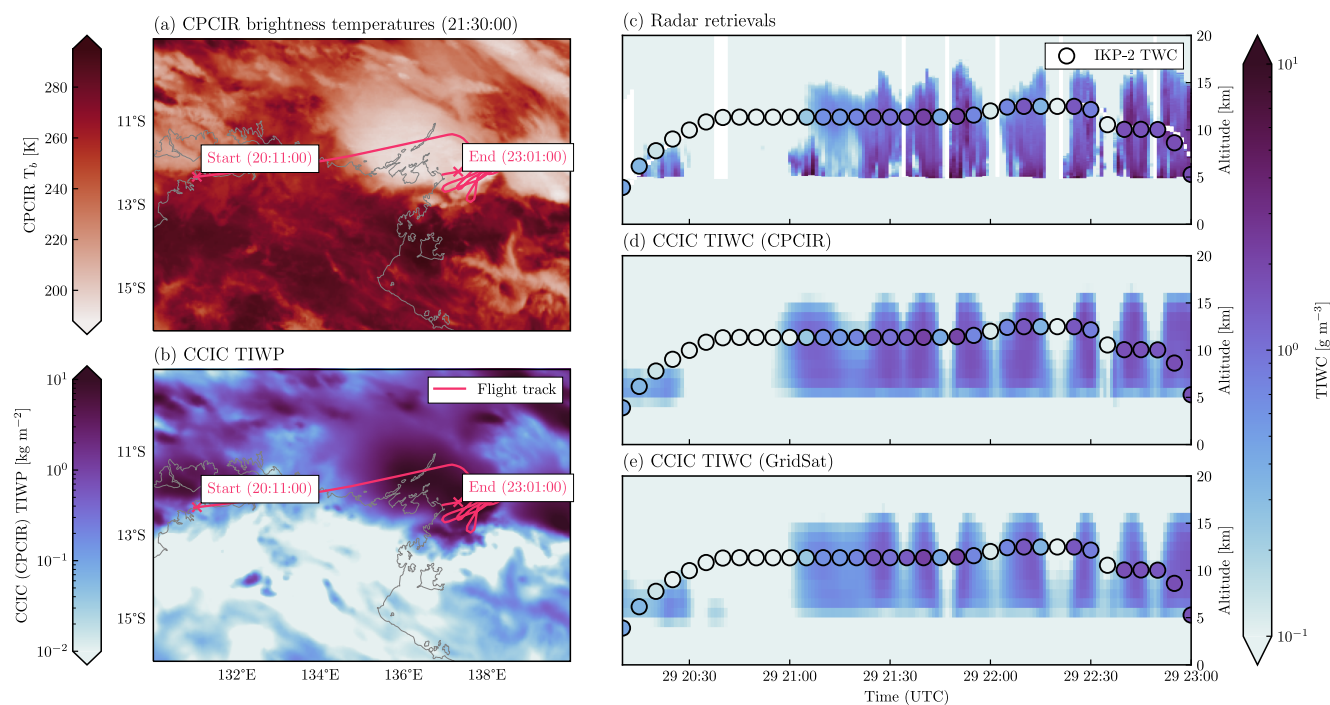 (a) CPCIR brightness temperatures (21:30:00)
280
260
240
220
200
CPCIR T_b [K]
11°S
13°S
15°S
Start (20:11:00)
End (23:01:00)
(b) CCIC TIWP
Flight track
10^1
10^0
10^−1
10^−2
CCIC (CPCIR) TIWP [kg m^−2]
11°S
13°S
15°S
Start (20:11:00)
End (23:01:00)
132°E 134°E 136°E 138°E
(c) Radar retrievals
IKP-2 TWC
20
15
10
5
0
Altitude [km]
(d) CCIC TIWC (CPCIR)
20
15
10
5
0
Altitude [km]
(e) CCIC TIWC (GridSat)
20
15
10
5
0
Altitude [km]
29 20:30 29 21:00 29 21:30 29 22:00 29 22:30 29 23:00
Time (UTC)
10^1
10^0
10^−1
TIWC [g m^−3]